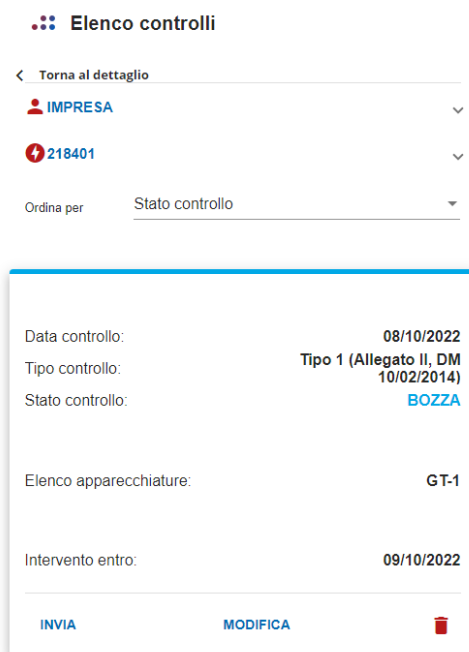 Elenco controlli
Torna al dettaglio
IMPRESA
218401
Ordina per Stato controllo
Data controllo: 08/10/2022
Tipo controllo: Tipo 1 (Allegato II, DM
10/02/2014)
Stato controllo: BOZZA
Elenco apparecchiature: GT-1
Intervento entro: 09/10/2022
INVIA MODIFICA